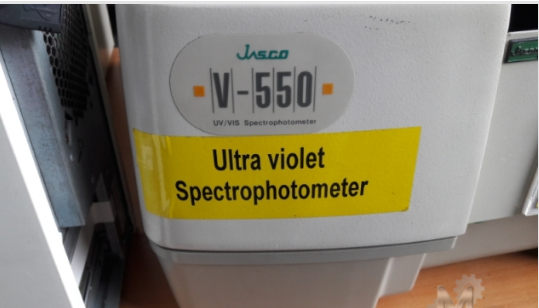 Jasco
V-550
UV/VIS Spectrophotometer
Ultra violet
Spectrophotometer